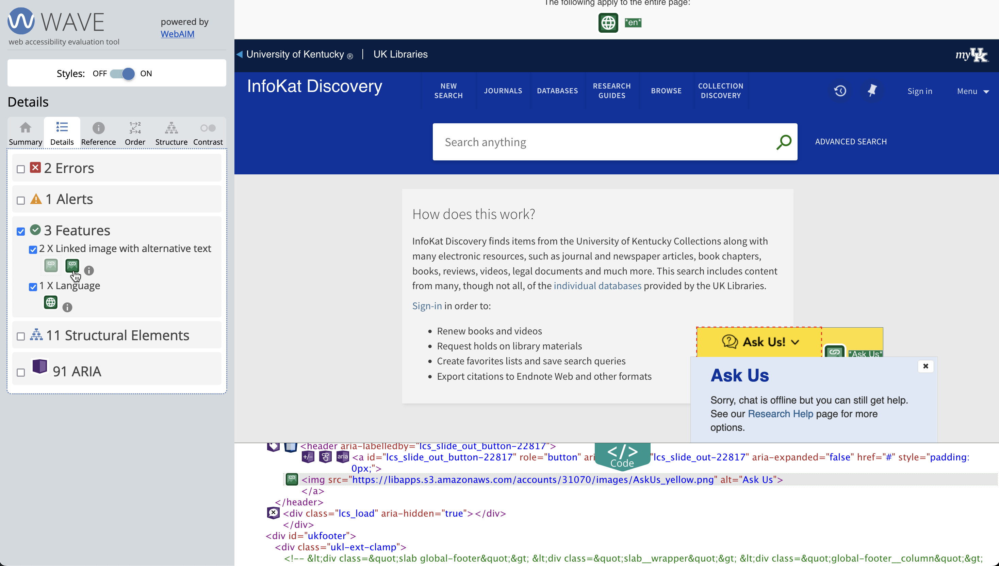 WAVE
web accessibility evaluation tool
powered by
WebAIM
Styles: OFF ON
Details
Summary Details Reference Order Structure Contrast
2 Errors
1 Alerts
3 Features
2 X Linked image with alternative text
1 X Language
11 Structural Elements
91 ARIA
The following apply to the entire page:
*en*
University of Kentucky ® | UK Libraries
myUK
InfoKat Discovery
NEW SEARCH
JOURNALS
DATABASES
RESEARCH GUIDES
BROWSE
COLLECTION DISCOVERY
Sign in
Menu
Search anything
ADVANCED SEARCH
How does this work?
InfoKat Discovery finds items from the University of Kentucky Collections along with
many electronic resources, such as journal and newspaper articles, book chapters,
books, reviews, videos, legal documents and much more. This search includes content
from many, though not all, of the individual databases provided by the UK Libraries.
Sign-in in order to:
• Renew books and videos
• Request holds on library materials
• Create favorites lists and save search queries
• Export citations to Endnote Web and other formats
Ask Us!
*Ask Us*
Ask Us
Sorry, chat is offline but you can still get help.
See our Research Help page for more
options.
</> Code
<header aria-labelledby="lcs_slide_out_button-22817">
+/- aria <a id="lcs_slide_out_button-22817" role="button" ari "lcs_slide_out-22817" aria-expanded="false" href="#" style="padding:
0px;">
<img src="https://libapps.s3.amazonaws.com/accounts/31070/images/AskUs_yellow.png" alt="Ask Us">
</a>
</header>
<div class="lcs_load" aria-hidden="true"></div>
</div>
<div id="ukfooter">
<div class="ukl-ext-clamp">
<!-- &lt;div class=&quot;slab global-footer&quot;&gt; &lt;div class=&quot;slab__wrapper&quot;&gt; &lt;div class=&quot;global-footer__column&quot;&gt;